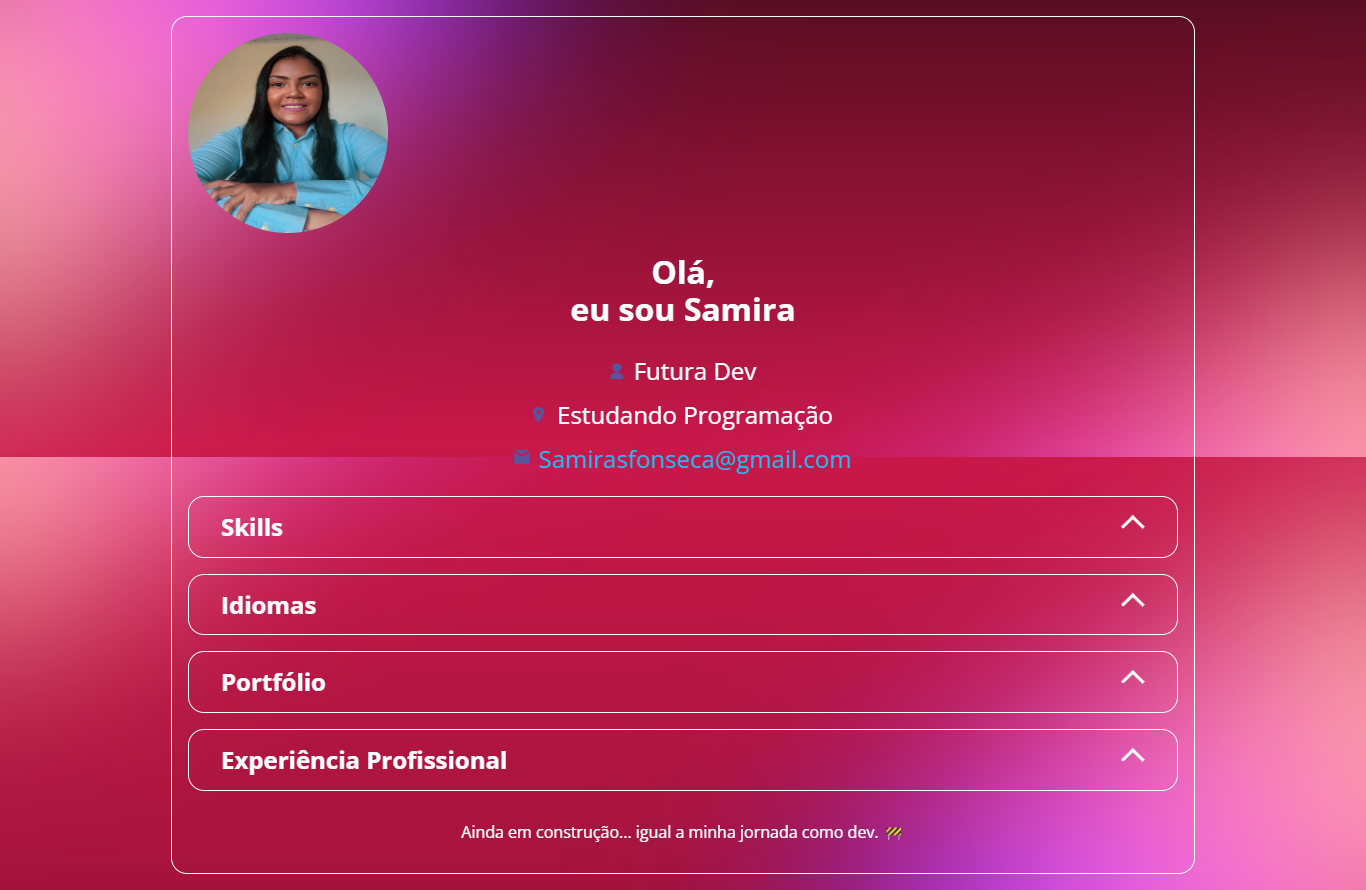 Olá,
eu sou Samira
Futura Dev
Estudando Programação
Samirasfonseca@gmail.com
Skills
Idiomas
Portfólio
Experiência Profissional
Ainda em construção... igual a minha jornada como dev. 🚧